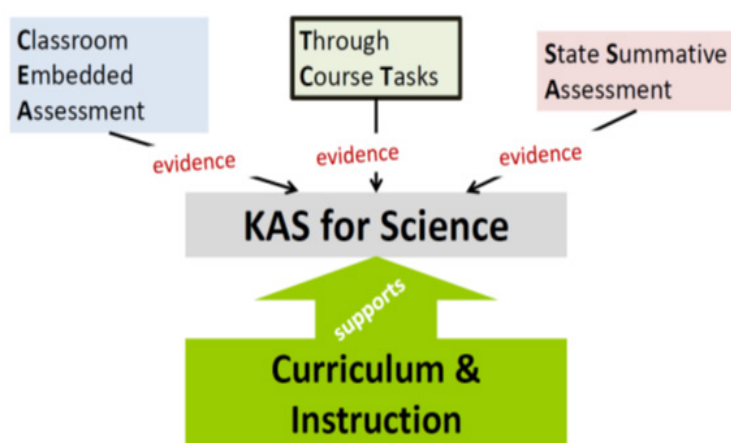 Classroom
Embedded
Assessment
Through
Course Tasks
State Summative
Assessment
evidence
evidence
evidence
KAS for Science
supports
Curriculum &
Instruction